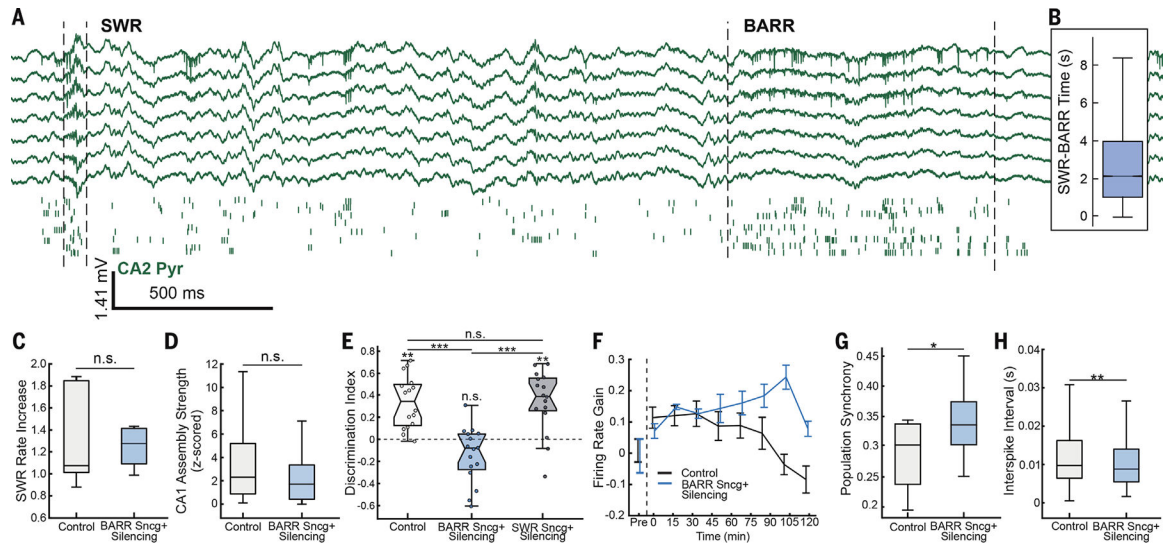 A
SWR
BARR
CA2 Pyr
1.41 mV
500 ms
B
SWR-BARR Time (s)
8
6
4
2
0
C
n.s.
SWR Rate Increase
2.0
1.8
1.6
1.4
1.2
1.0
0.8
0.6
Control
BARR Sncg+
Silencing
D
n.s.
CA1 Assembly Strength
(z-scored)
12
10
8
6
4
2
0
Control
BARR Sncg+
Silencing
E
n.s.
***
***
**
n.s.
**
Discrimination Index
0.8
0.6
0.4
0.2
0
-0.2
-0.4
-0.6
Control
BARR Sncg+
Silencing
SWR Sncg+
Silencing
F
Firing Rate Gain
0.3
0.2
0.1
0
-0.1
-0.2
Control
BARR Sncg+
Silencing
Pre 0 15 30 45 60 75 90 105 120
Time (min)
G
*
Population Synchrony
0.45
0.40
0.35
0.3
0.25
0.2
Control
BARR Sncg+
Silencing
H
**
Interspike Interval (s)
0.04
0.03
0.02
0.01
0
Control
BARR Sncg+
Silencing